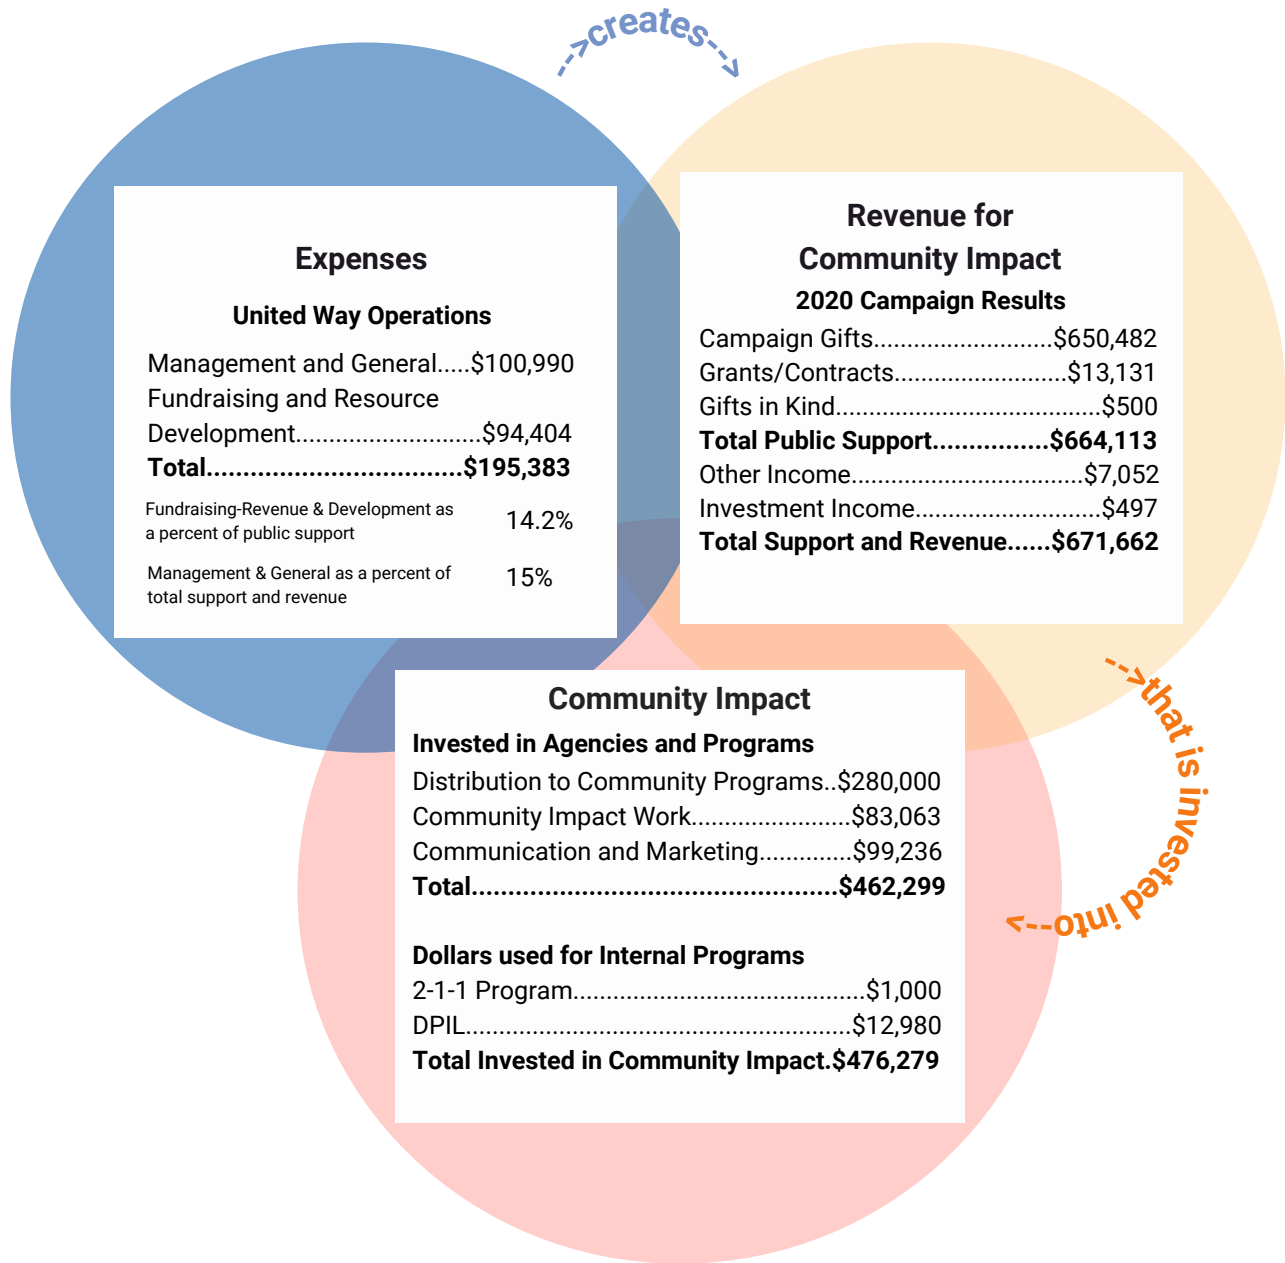 -->creates-->
Expenses
United Way Operations
Management and General.....$100,990
Fundraising and Resource
Development............................$94,404
Total..................................$195,383
Fundraising-Revenue & Development as
a percent of public support
14.2%
Management & General as a percent of
total support and revenue
15%
Revenue for
Community Impact
2020 Campaign Results
Campaign Gifts...........................$650,482
Grants/Contracts..........................$13,131
Gifts in Kind........................................$500
Total Public Support...............$664,113
Other Income...................................$7,052
Investment Income............................$497
Total Support and Revenue......$671,662
-->that is invested into-->
Community Impact
Invested in Agencies and Programs
Distribution to Community Programs..$280,000
Community Impact Work........................$83,063
Communication and Marketing..............$99,236
Total.................................................$462,299
Dollars used for Internal Programs
2-1-1 Program............................................$1,000
DPIL..........................................................$12,980
Total Invested in Community Impact.$476,279